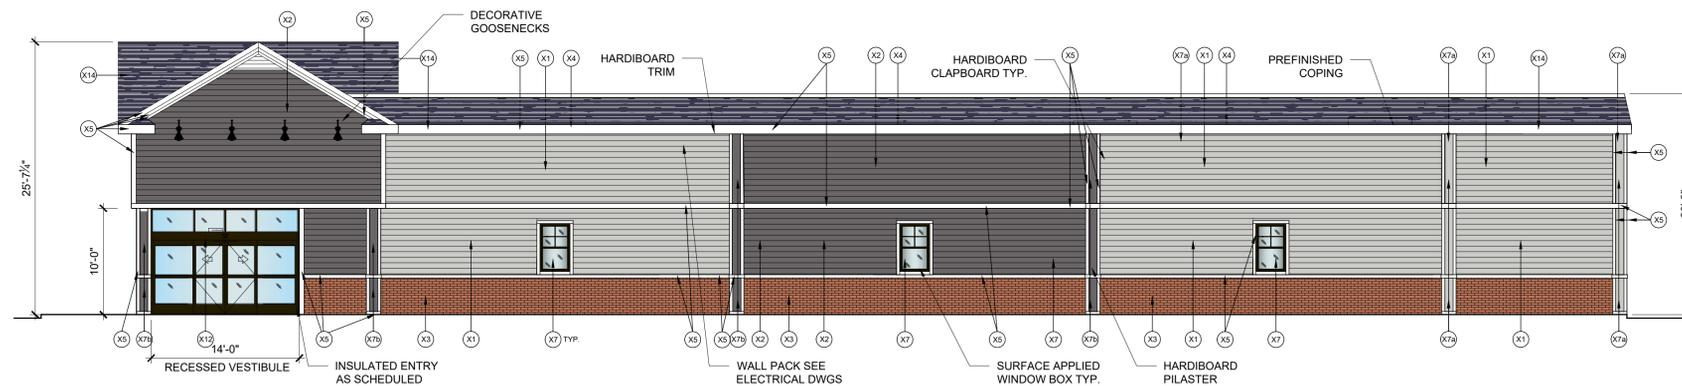 X2
X5
DECORATIVE
GOOSENECKS
X14
X14
X5
X1
X4
HARDIBOARD
TRIM
X5
X2
X4
HARDIBOARD
CLAPBOARD TYP.
X5
X7a
X1
X4
PREFINISHED
COPING
X7a
X1
X14
X7a
X5
X5
X5
25'-7¼"
10'-0"
X5
X7b
X12
14'-0"
RECESSED VESTIBULE
X5
X7b
INSULATED ENTRY
AS SCHEDULED
X3
X1
X7 TYP.
X5
X5
X7b
WALL PACK SEE
ELECTRICAL DWGS
X2
X3
X2
X7
X5
SURFACE APPLIED
WINDOW BOX TYP.
X7
X7b
HARDIBOARD
PILASTER
X3
X1
X5
X7
X7a
X1
X7a